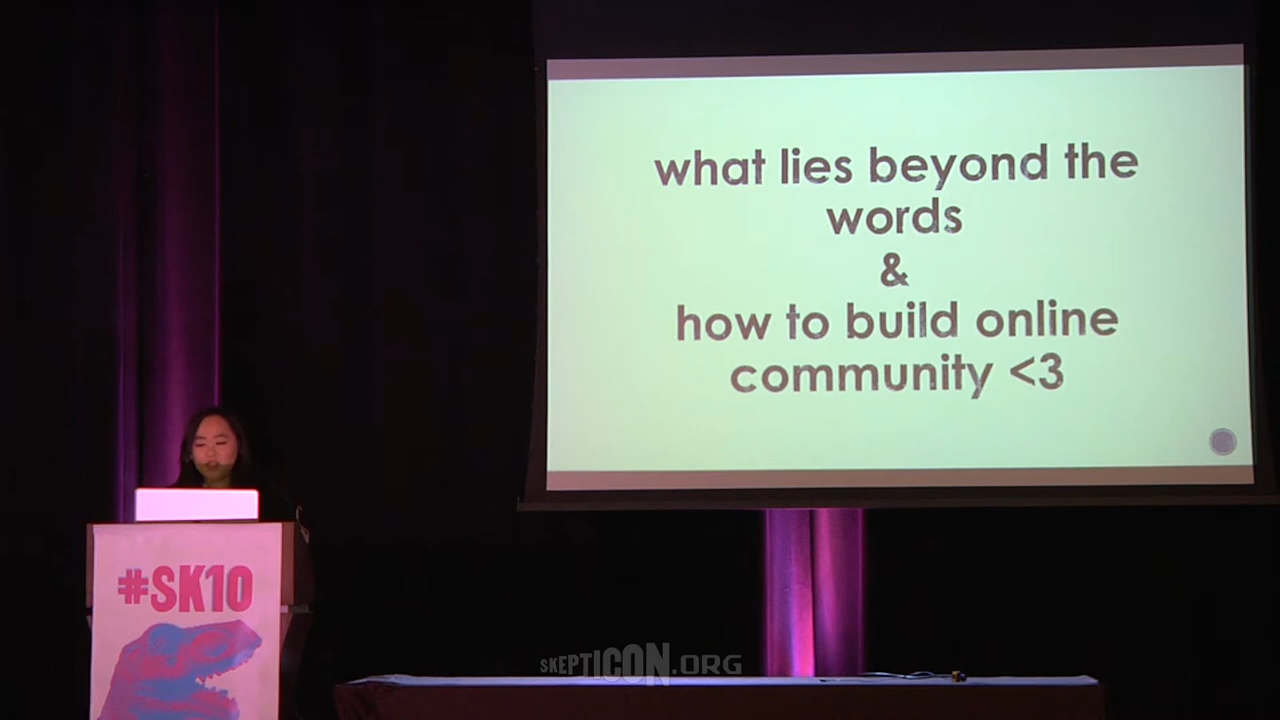 what lies beyond the
words
&
how to build online
community <3
#SK10
SKEPTICON.ORG